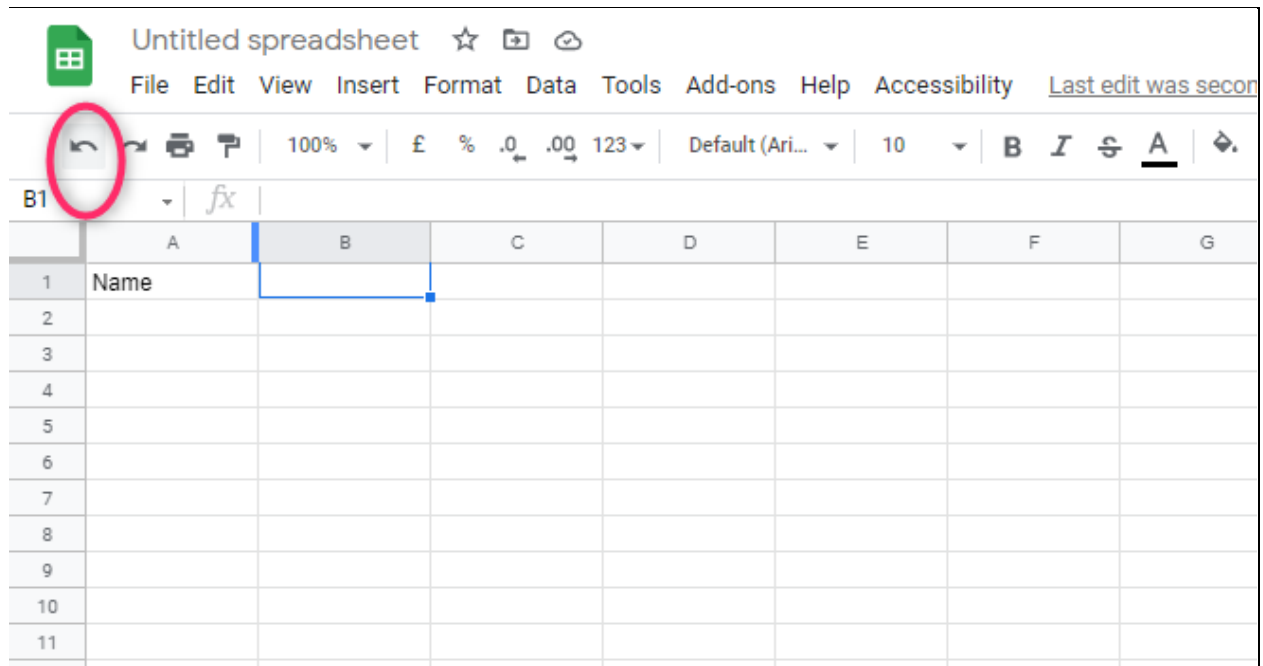 Untitled spreadsheet
File Edit View Insert Format Data Tools Add-ons Help Accessibility Last edit was secon
100% £ % .0 .00 123 Default (Ari... 10 B I S A
B1 fx
A B C D E F G
1 Name
2
3
4
5
6
7
8
9
10
11